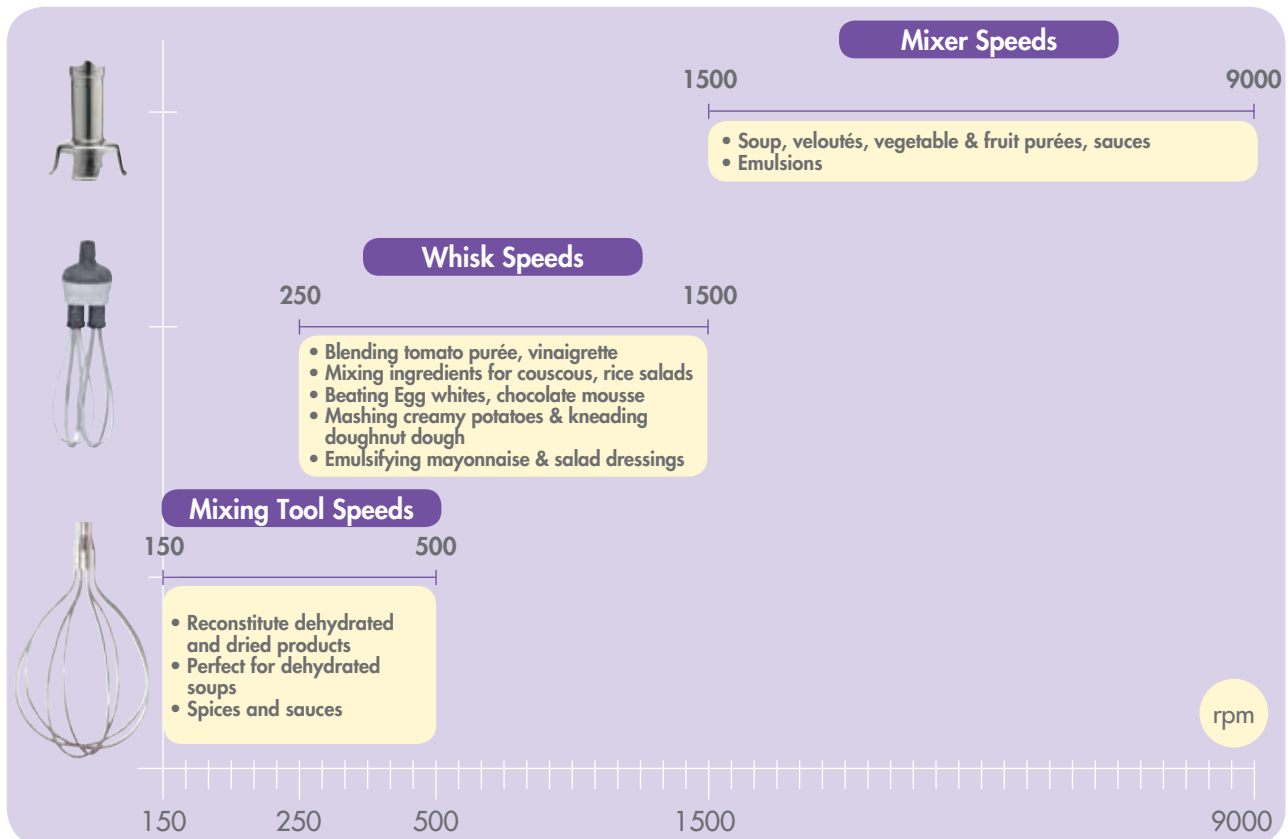 Mixer Speeds
1500 9000
• Soup, veloutés, vegetable & fruit purées, sauces
• Emulsions
Whisk Speeds
250 1500
• Blending tomato purée, vinaigrette
• Mixing ingredients for couscous, rice salads
• Beating Egg whites, chocolate mousse
• Mashing creamy potatoes & kneading
doughnut dough
• Emulsifying mayonnaise & salad dressings
Mixing Tool Speeds
150 500
• Reconstitute dehydrated
and dried products
• Perfect for dehydrated
soups
• Spices and sauces
rpm
150 250 500 1500 9000